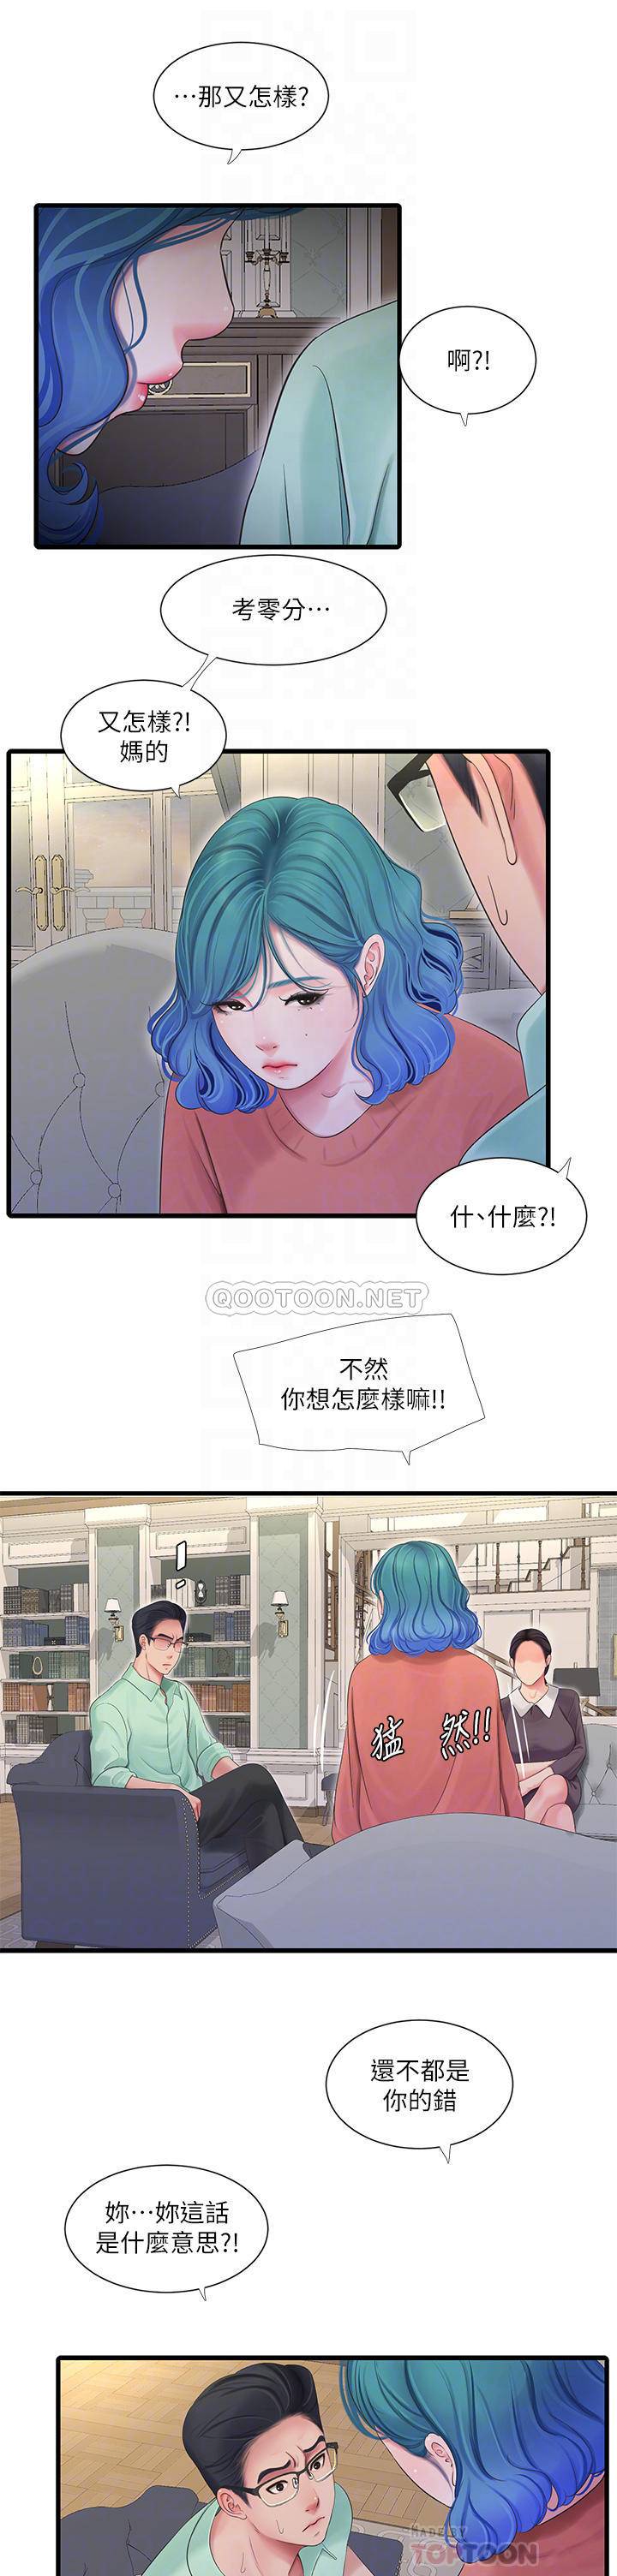 …那又怎樣?
啊?!
考零分…
又怎樣?!
媽的
什、什麼?!
QOOTOON.NET
不然
你想怎麼樣嘛!!
猛然!!
還不都是
你的錯
妳…妳這話
是什麼意思?!
MADE BY
TOPTOON